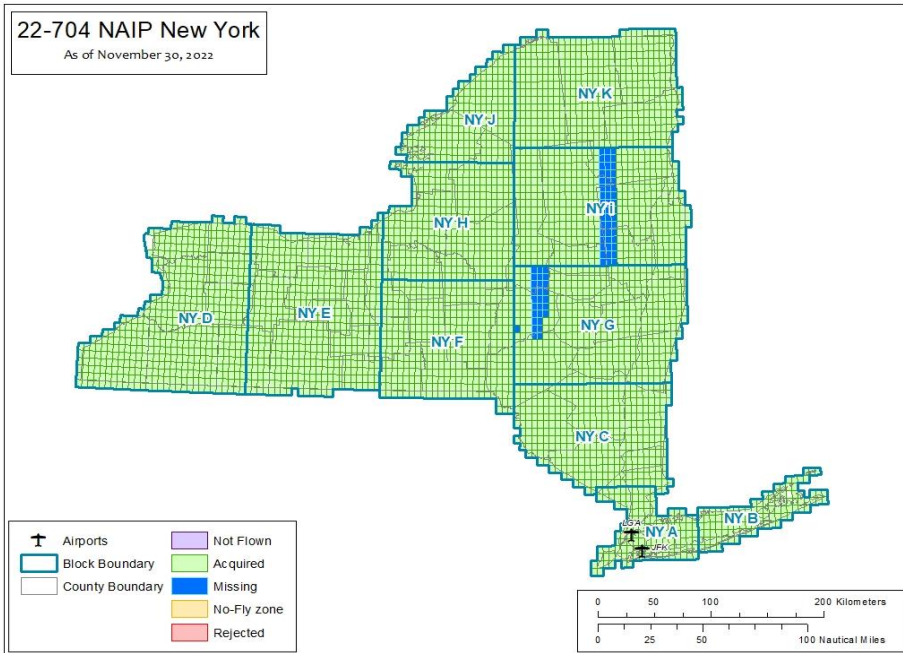 22-704 NAIP New York
As of November 30, 2022
NY K
NY J
NY i
NY H
NY D
NY E
NY F
NY G
NY C
LGA
NY A
NY B
JFK
Airports
Block Boundary
County Boundary
Not Flown
Acquired
Missing
No-Fly zone
Rejected
0 50 100 200 Kilometers
0 25 50 100 Nautical Miles